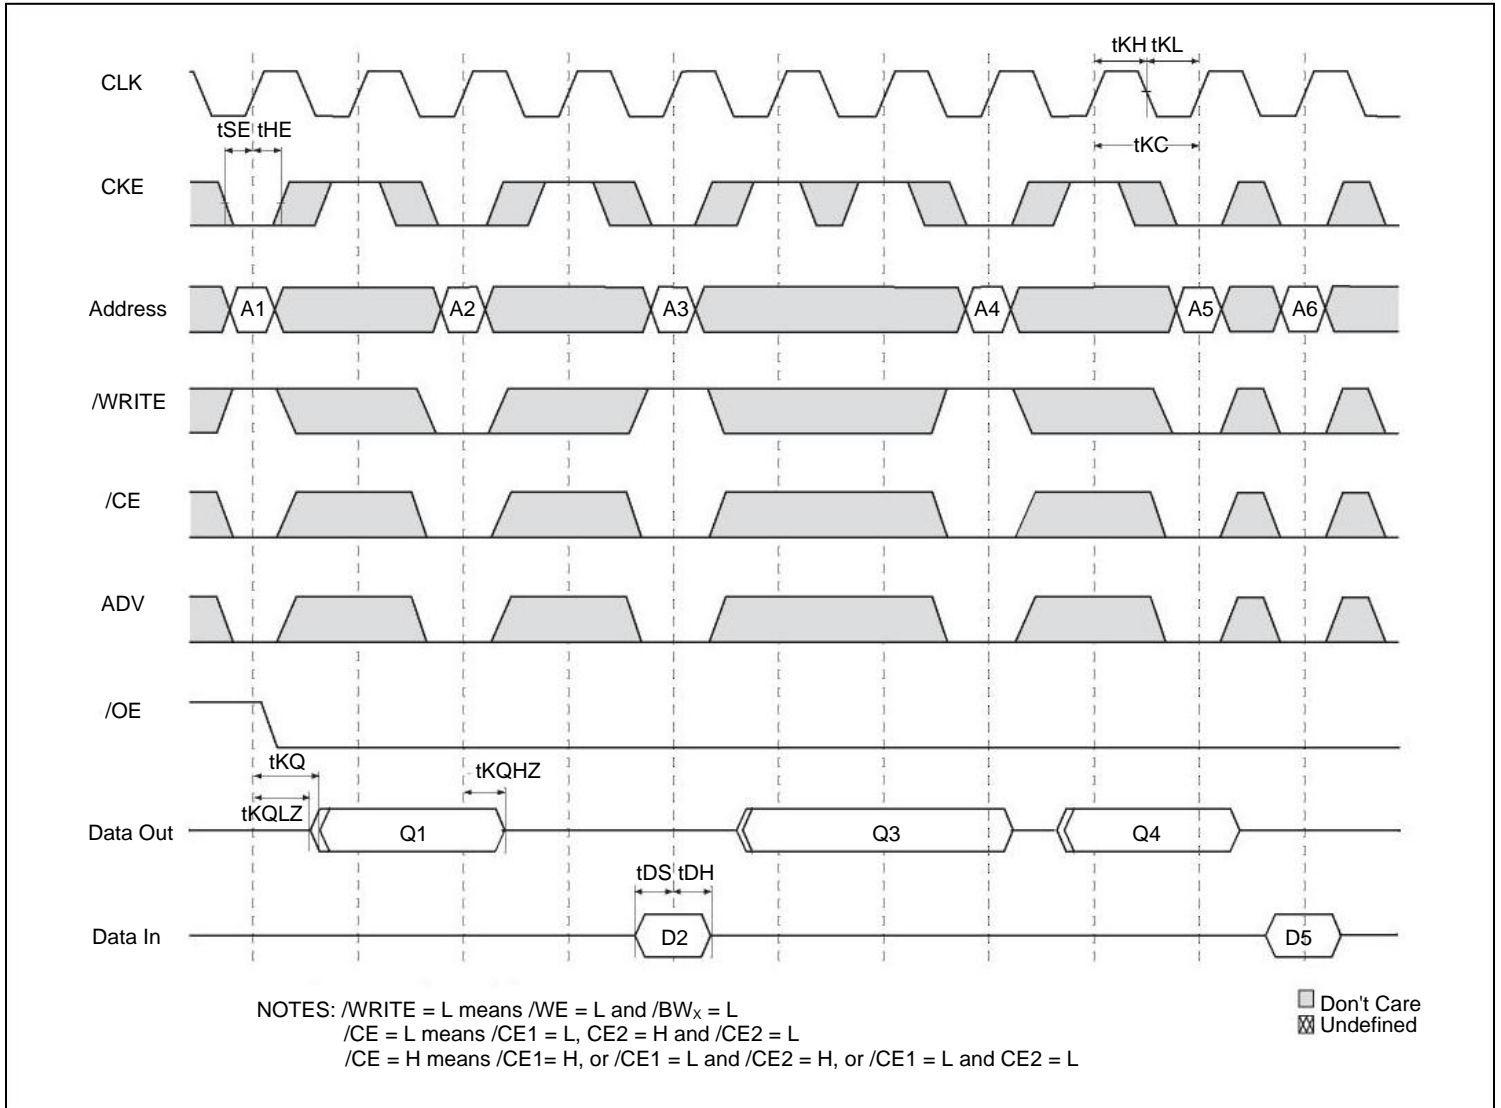 tKH tKL
CLK
tSE tHE
tKC
CKE
Address A1 A2 A3 A4 A5 A6
/WRITE
/CE
ADV
/OE
tKQ
tKQHZ
tKQLZ
Data Out Q1 Q3 Q4
tDS tDH
Data In D2 D5
NOTES: /WRITE = L means /WE = L and /BWX = L
/CE = L means /CE1 = L, CE2 = H and /CE2 = L
/CE = H means /CE1= H, or /CE1 = L and /CE2 = H, or /CE1 = L and CE2 = L
Don't Care
Undefined